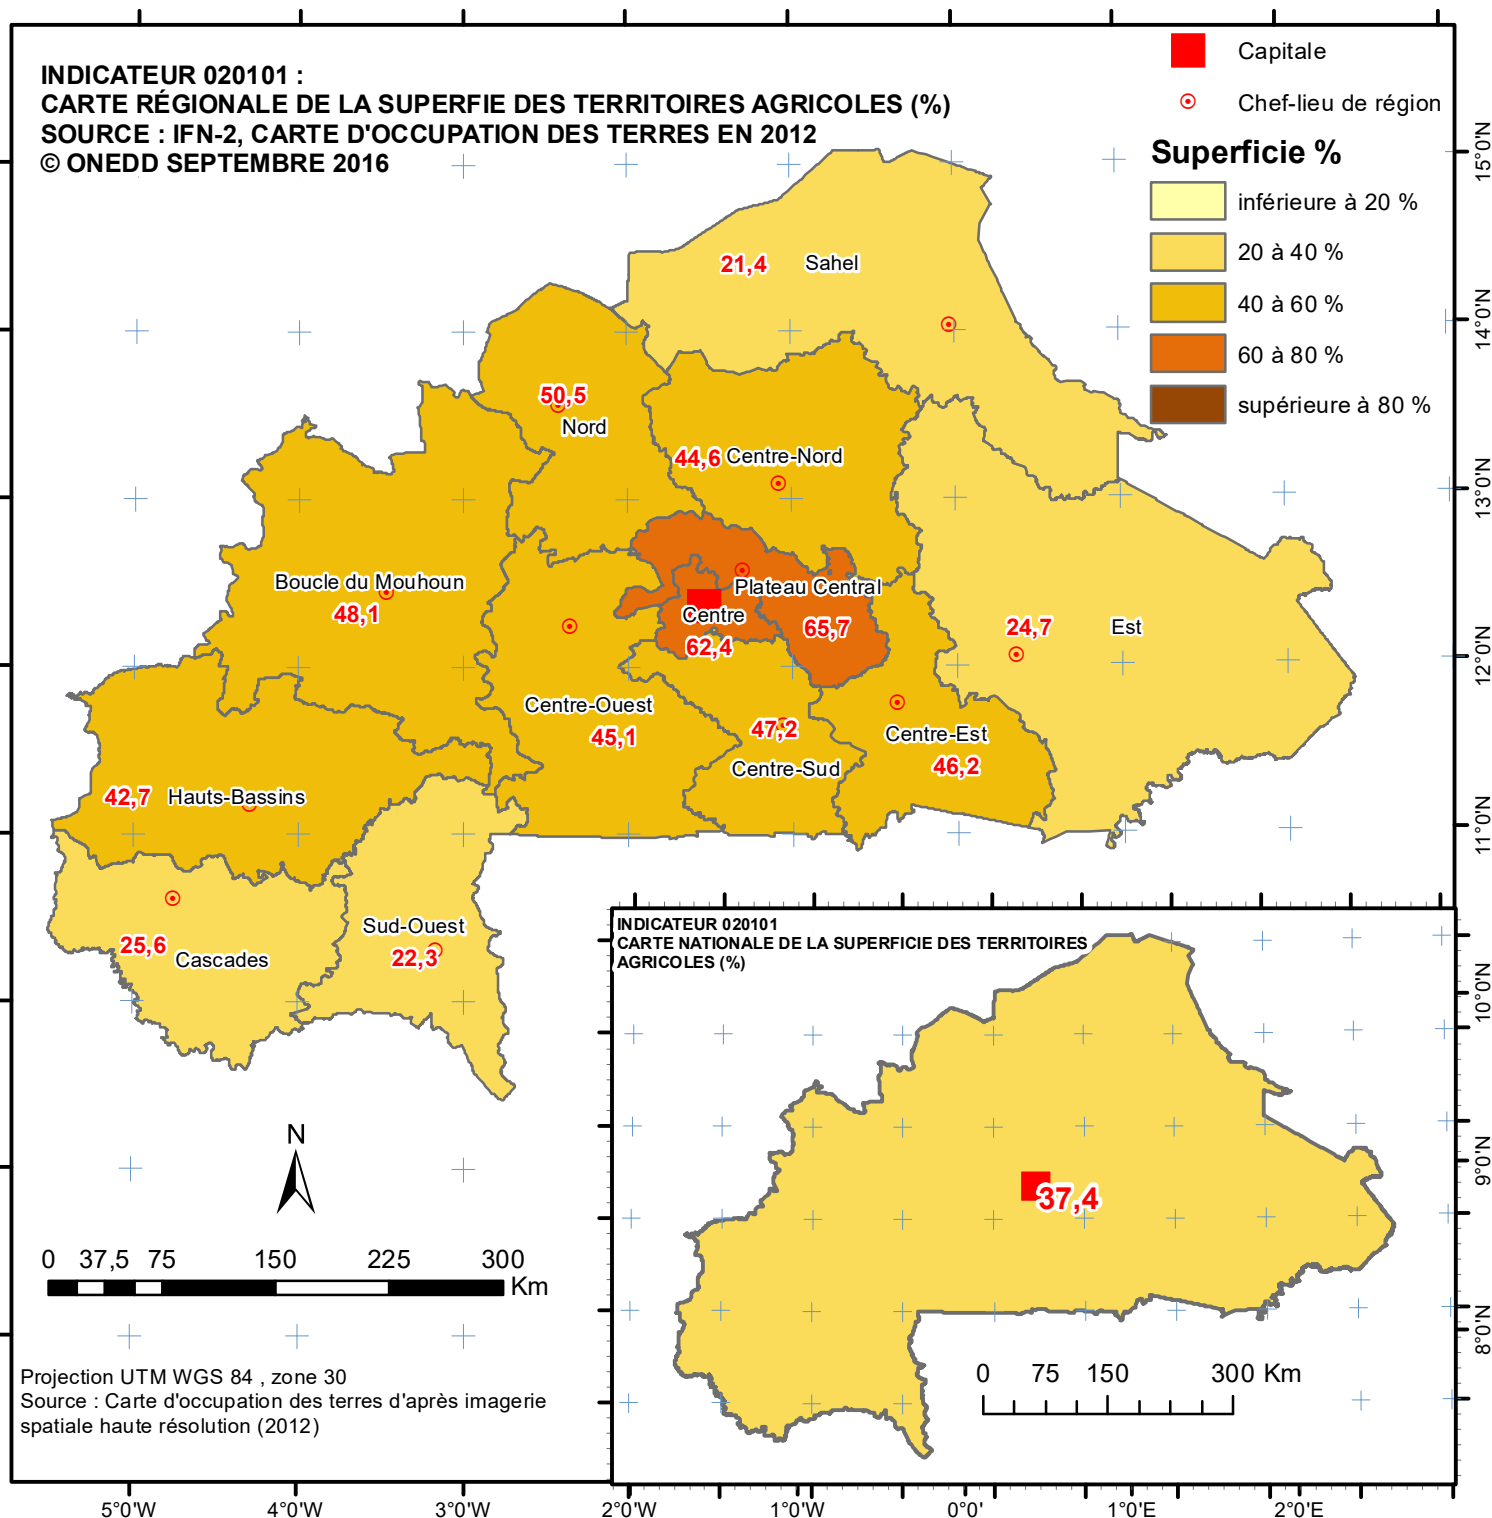 INDICATEUR 020101 :
CARTE RÉGIONALE DE LA SUPERFIE DES TERRITOIRES AGRICOLES (%)
SOURCE : IFN-2, CARTE D'OCCUPATION DES TERRES EN 2012
© ONEDD SEPTEMBRE 2016
Capitale
Chef-lieu de région
Superficie %
inférieure à 20 %
20 à 40 %
40 à 60 %
60 à 80 %
supérieure à 80 %
21,4 Sahel
50,5
Nord
44,6 Centre-Nord
Boucle du Mouhoun
48,1
Plateau Central
65,7
Centre
62,4
24,7 Est
Centre-Ouest
45,1
47,2
Centre-Sud
Centre-Est
46,2
42,7 Hauts-Bassins
25,6
Cascades
Sud-Ouest
22,3
N
0 37,5 75 150 225 300
Km
Projection UTM WGS 84 , zone 30
Source : Carte d'occupation des terres d'après imagerie
spatiale haute résolution (2012)
INDICATEUR 020101
CARTE NATIONALE DE LA SUPERFICIE DES TERRITOIRES
AGRICOLES (%)
37,4
0 75 150 300 Km
15°0'N
14°0'N
13°0'N
12°0'N
11°0'N
10°0'N
9°0'N
8°0'N
5°0'W 4°0'W 3°0'W 2°0'W 1°0'W 0°0' 1°0'E 2°0'E